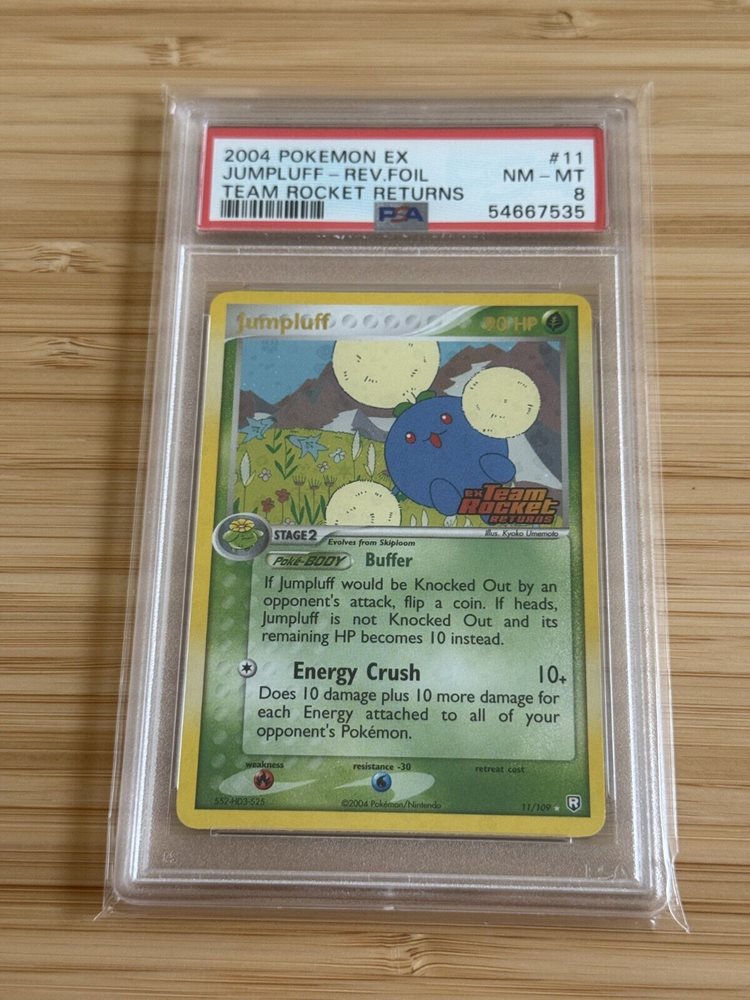 2004 POKEMON EX #11
JUMPLUFF - REV.FOIL NM - MT
TEAM ROCKET RETURNS 8
PSA 54667535
Jumpluff 90 HP
EX Team
Rocket
RETURNS
Illus. Kyoko Umemoto
STAGE2 Evolves from Skiploom
Poké-BODY Buffer
If Jumpluff would be Knocked Out by an
opponent's attack, flip a coin. If heads,
Jumpluff is not Knocked Out and its
remaining HP becomes 10 instead.
Energy Crush 10+
Does 10 damage plus 10 more damage for
each Energy attached to all of your
opponent's Pokémon.
weakness resistance -30 retreat cost
S52-HD3-S25 ©2004 Pokémon/Nintendo 11/109 ★ R